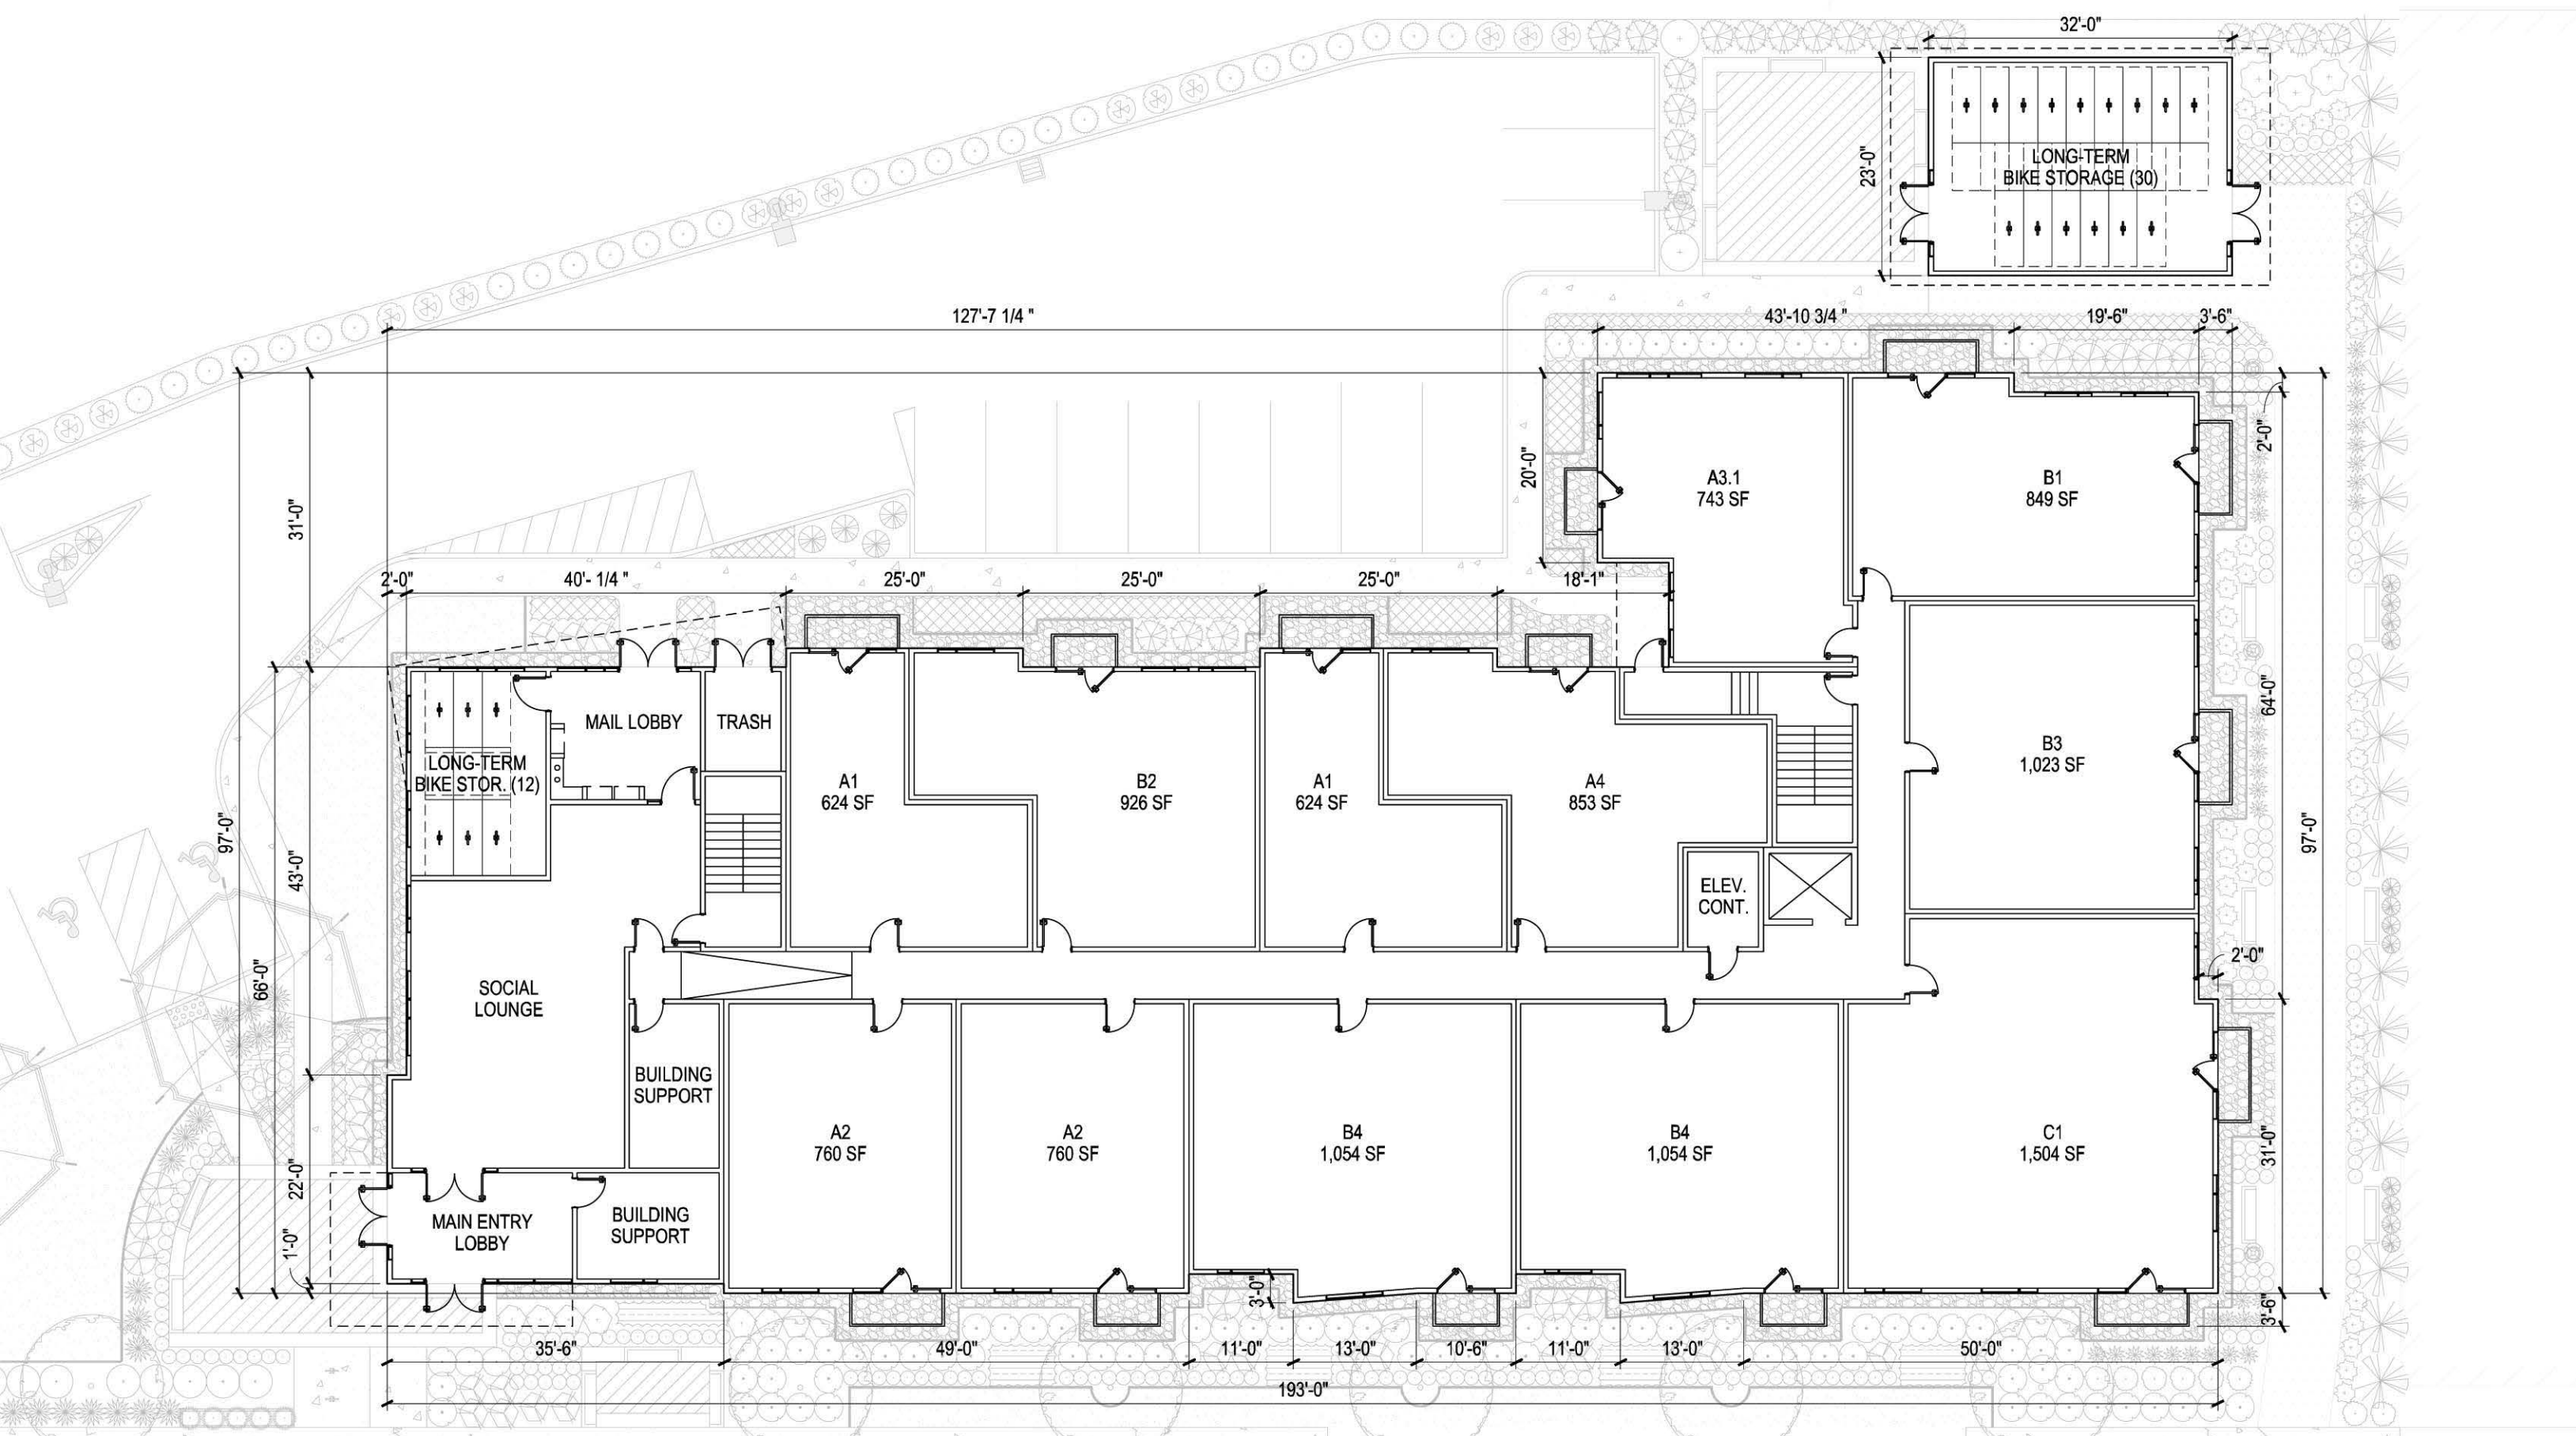 32'-0"
23'-0"
LONG-TERM
BIKE STORAGE (30)
127'-7 1/4 "
43'-10 3/4 "
19'-6"
3'-6"
31'-0"
20'-0"
2'-0"
A3.1
743 SF
B1
849 SF
2'-0"
40'- 1/4 "
25'-0"
25'-0"
25'-0"
18'-1"
64'-0"
MAIL LOBBY
TRASH
LONG-TERM
BIKE STOR. (12)
A1
624 SF
B2
926 SF
A1
624 SF
A4
853 SF
B3
1,023 SF
97'-0"
43'-0"
97'-0"
ELEV.
CONT.
66'-0"
SOCIAL
LOUNGE
2'-0"
BUILDING
SUPPORT
A2
760 SF
A2
760 SF
B4
1,054 SF
B4
1,054 SF
C1
1,504 SF
31'-0"
22'-0"
MAIN ENTRY
LOBBY
BUILDING
SUPPORT
1'-0"
3'-0"
3'-6"
35'-6"
49'-0"
11'-0"
13'-0"
10'-6"
11'-0"
13'-0"
50'-0"
193'-0"